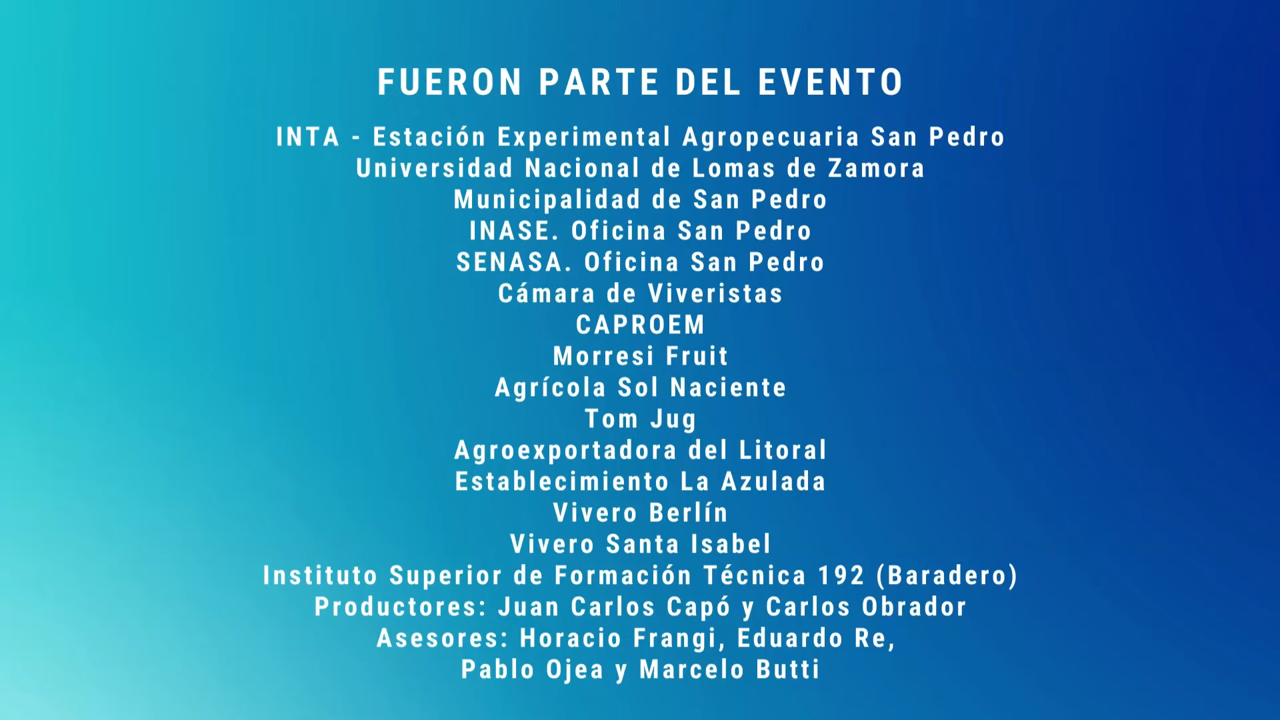 FUERON PARTE DEL EVENTO
INTA - Estación Experimental Agropecuaria San Pedro
Universidad Nacional de Lomas de Zamora
Municipalidad de San Pedro
INASE. Oficina San Pedro
SENASA. Oficina San Pedro
Cámara de Viveristas
CAPROEM
Morresi Fruit
Agrícola Sol Naciente
Tom Jug
Agroexportadora del Litoral
Establecimiento La Azulada
Vivero Berlín
Vivero Santa Isabel
Instituto Superior de Formación Técnica 192 (Baradero)
Productores: Juan Carlos Capó y Carlos Obrador
Asesores: Horacio Frangi, Eduardo Re,
Pablo Ojea y Marcelo Butti